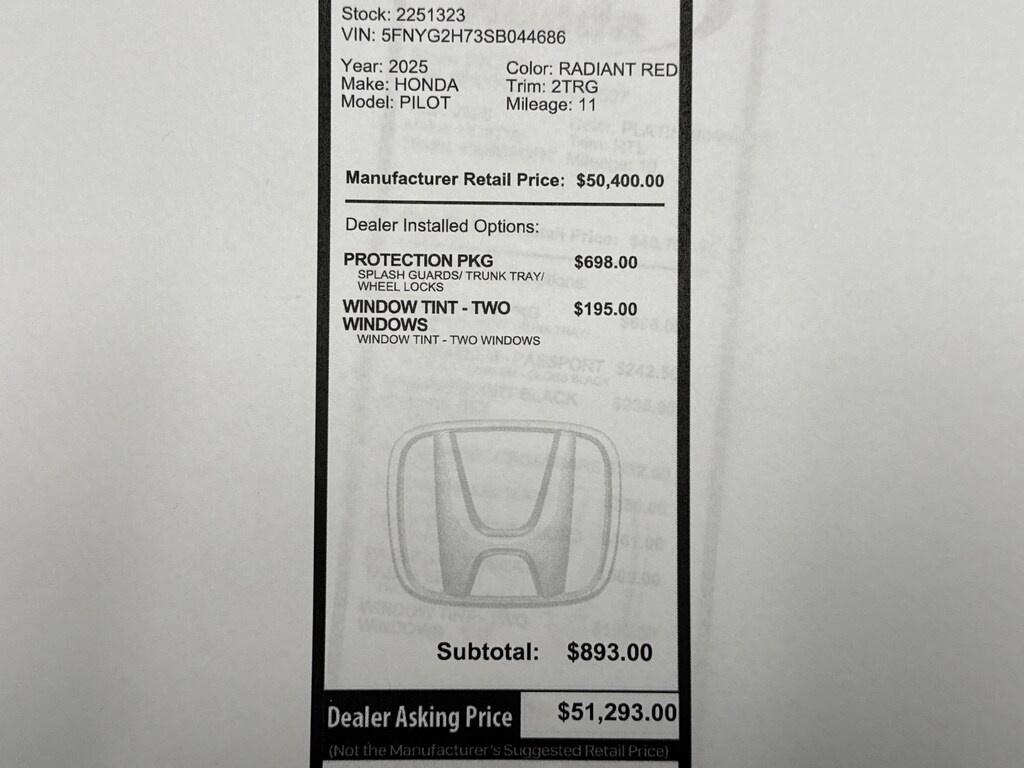 Stock: 2251323
VIN: 5FNYG2H73SB044686
Year: 2025 Color: RADIANT RED
Make: HONDA Trim: 2TRG
Model: PILOT Mileage: 11
Manufacturer Retail Price: $50,400.00
Dealer Installed Options:
PROTECTION PKG $698.00
SPLASH GUARDS/ TRUNK TRAY/
WHEEL LOCKS
WINDOW TINT - TWO $195.00
WINDOWS
WINDOW TINT - TWO WINDOWS
Subtotal: $893.00
Dealer Asking Price $51,293.00
(Not the Manufacturer's Suggested Retail Price)